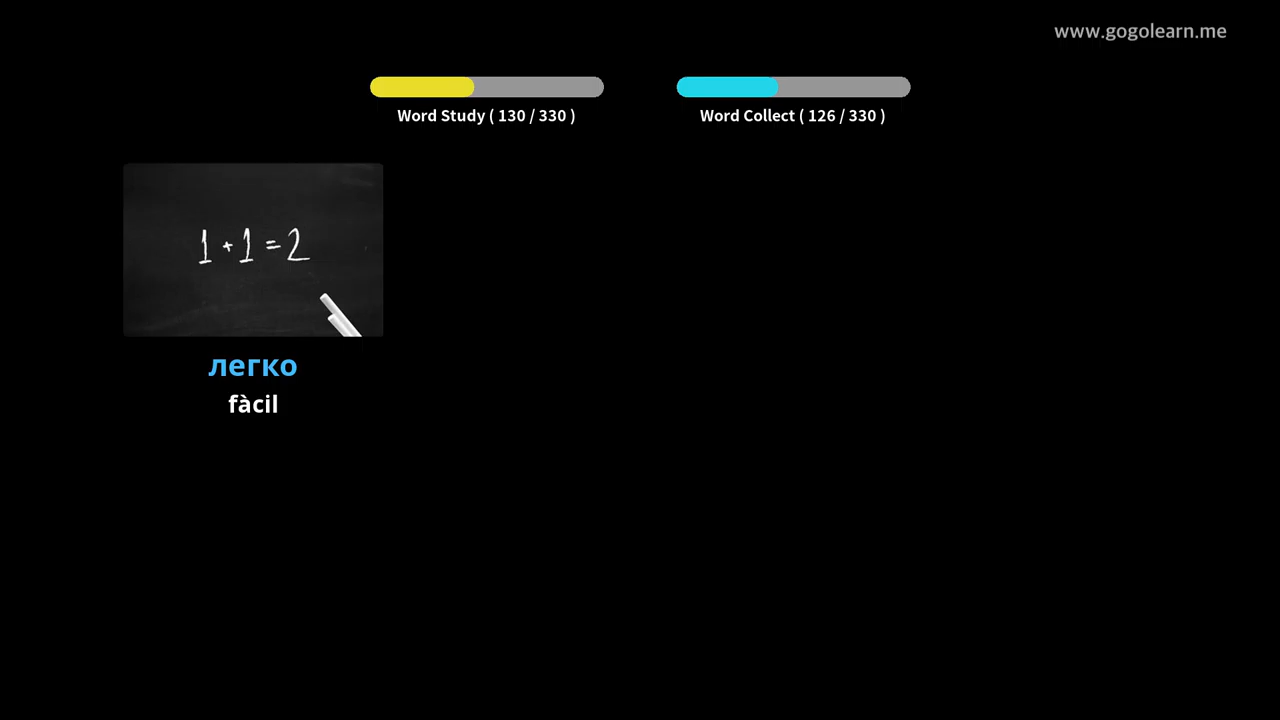 www.gogolearn.me
Word Study ( 130 / 330 )
Word Collect ( 126 / 330 )
1 + 1 = 2
легко
fàcil